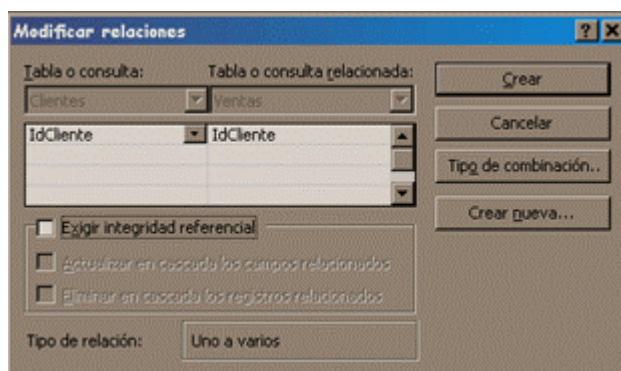 Modificar relaciones
Tabla o consulta: Tabla o consulta relacionada:
Clientes Ventas
IdCliente IdCliente
Exigir integridad referencial
Actualizar en cascada los campos relacionados
Eliminar en cascada los registros relacionados
Tipo de relación: Uno a varios
Crear
Cancelar
Tipo de combinación..
Crear nueva...